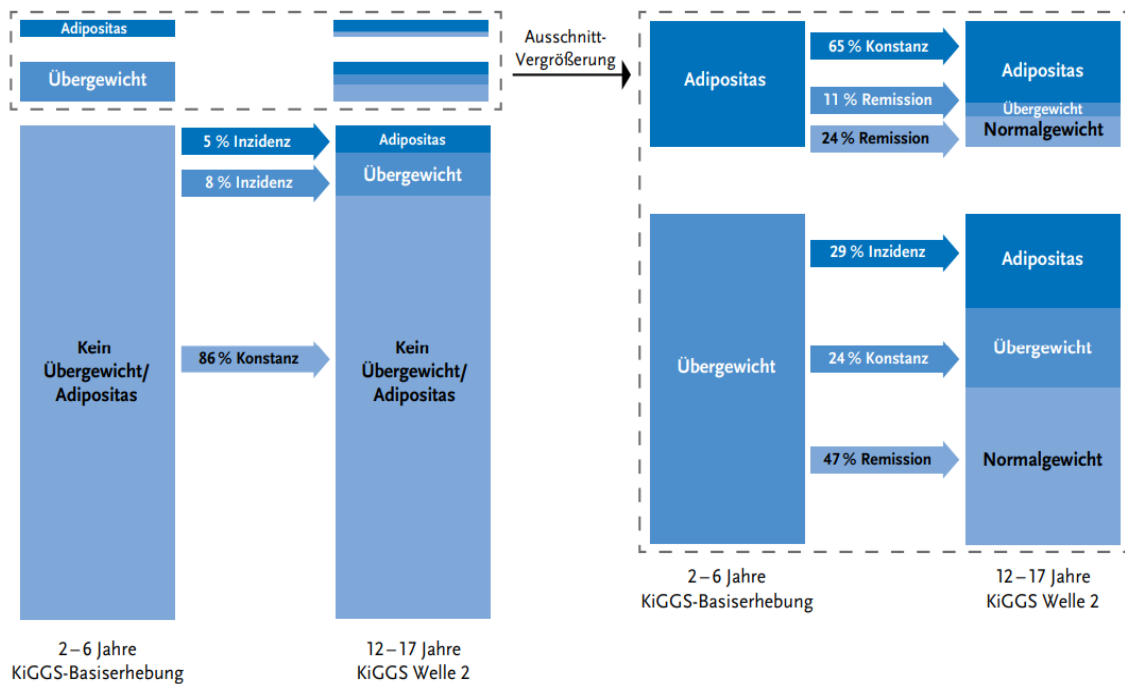 Adipositas
Übergewicht
Kein
Übergewicht/
Adipositas
5 % Inzidenz
8 % Inzidenz
86 % Konstanz
Adipositas
Übergewicht
Kein
Übergewicht/
Adipositas
2 – 6 Jahre
KiGGS-Basiserhebung
12 – 17 Jahre
KiGGS Welle 2
Ausschnitt-
Vergrößerung
Adipositas
65 % Konstanz
11 % Remission
24 % Remission
Adipositas
Übergewicht
Normalgewicht
Übergewicht
29 % Inzidenz
24 % Konstanz
47 % Remission
Adipositas
Übergewicht
Normalgewicht
2 – 6 Jahre
KiGGS-Basiserhebung
12 – 17 Jahre
KiGGS Welle 2